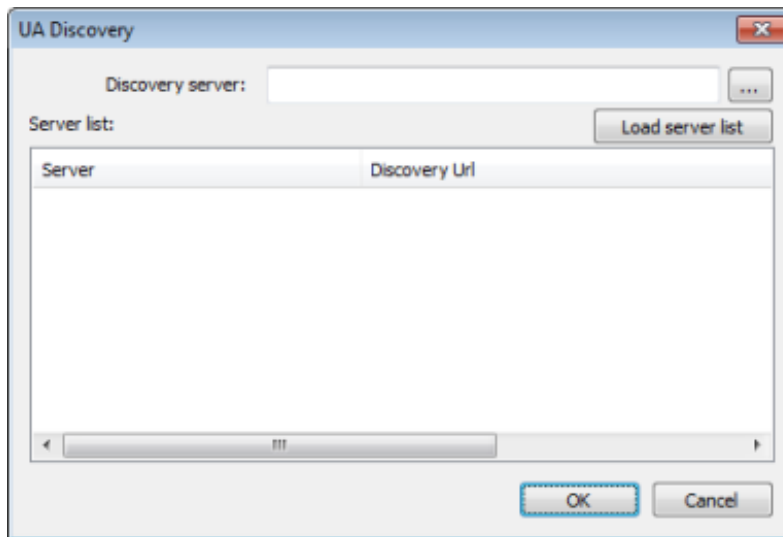 UA Discovery
Discovery server:
...
Server list:
Load server list
Server Discovery Url
OK Cancel